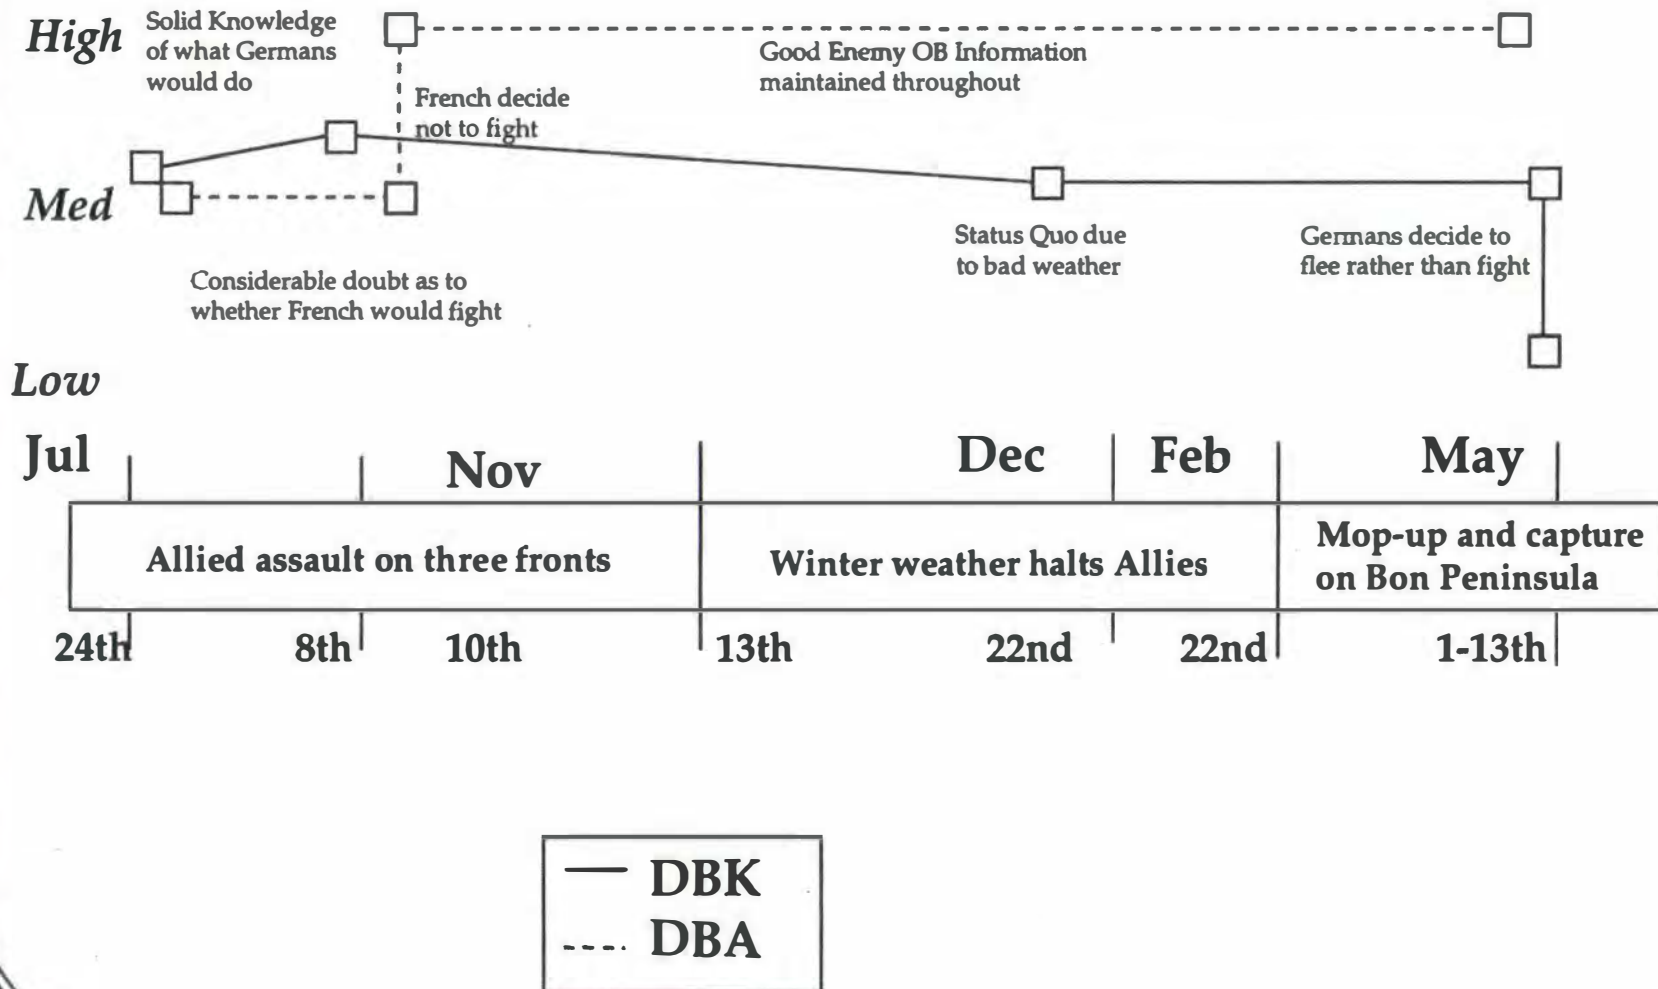 High
Solid Knowledge
of what Germans
would do
Good Enemy OB Information
maintained throughout
French decide
not to fight
Med
Status Quo due
to bad weather
Germans decide to
flee rather than fight
Considerable doubt as to
whether French would fight
Low
Jul Nov Dec Feb May
Allied assault on three fronts
Winter weather halts Allies
Mop-up and capture
on Bon Peninsula
24th 8th 10th 13th 22nd 22nd 1-13th
DBK
DBA